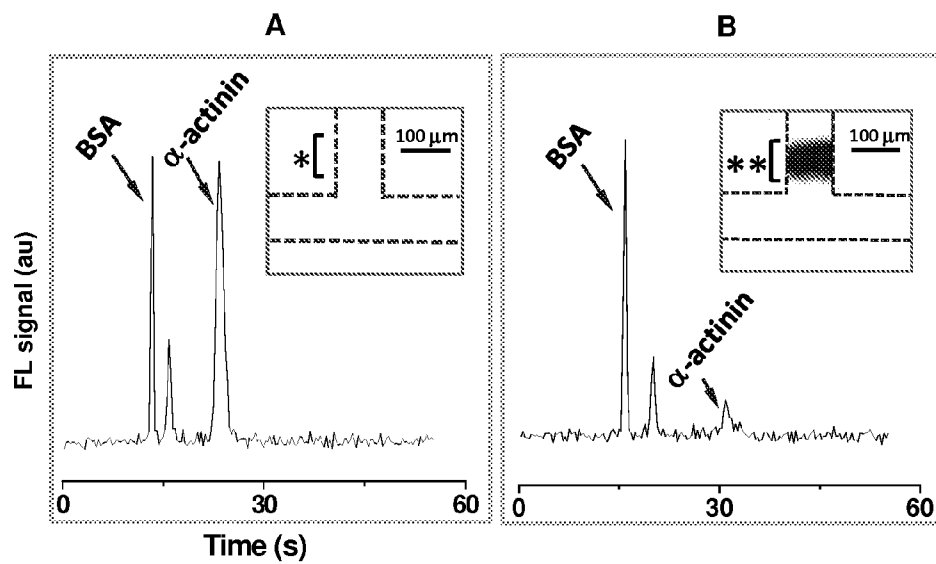 A
B
BSA
α-actinin
*
100 μm
BSA
**
100 μm
α-actinin
FL signal (au)
0
30
60
0
30
60
Time (s)